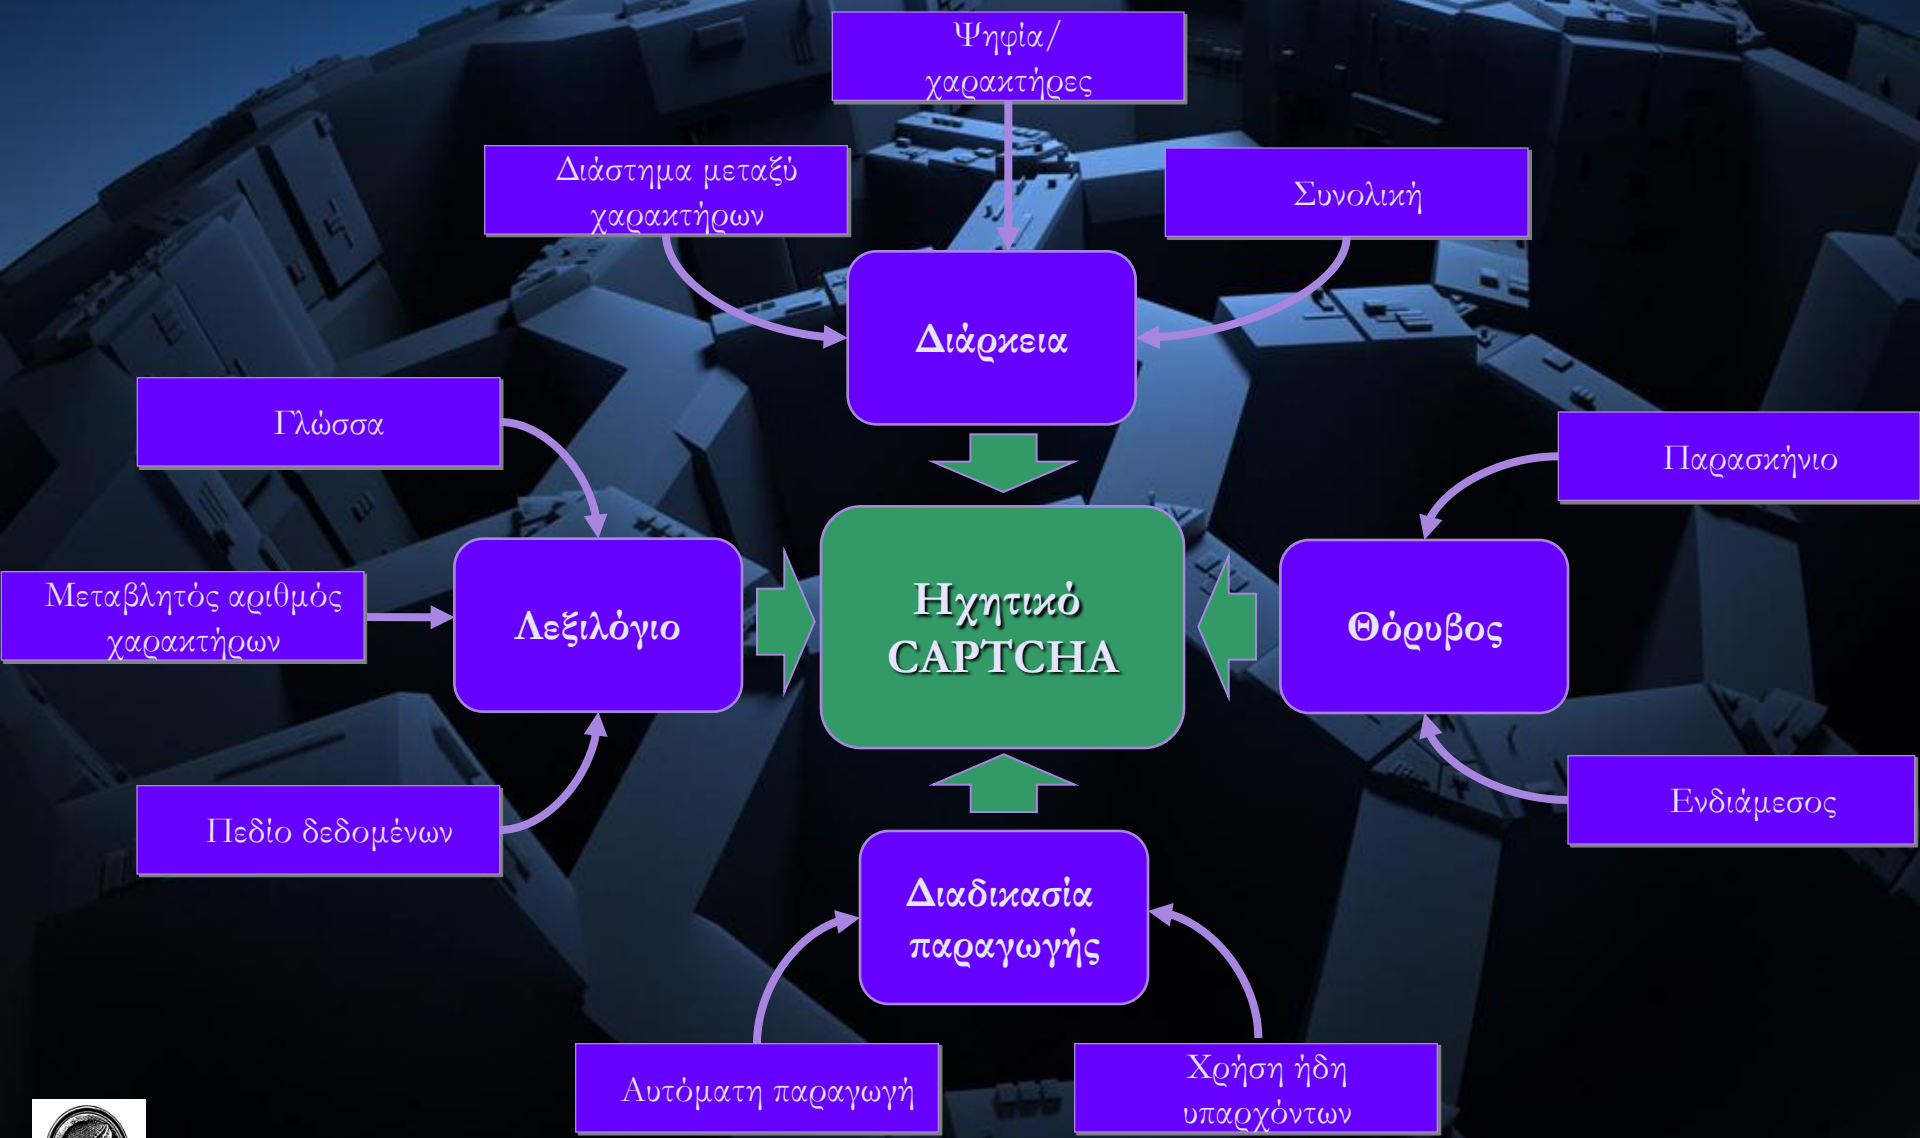 Ψηφία/
χαρακτήρες
Διάστημα μεταξύ
χαρακτήρων
Συνολική
Διάρκεια
Γλώσσα
Παρασκήνιο
Μεταβλητός αριθμός
χαρακτήρων
Λεξιλόγιο
Ηχητικό
CAPTCHA
Θόρυβος
Πεδίο δεδομένων
Ενδιάμεσος
Διαδικασία
παραγωγής
Αυτόματη παραγωγή
Χρήση ήδη
υπαρχόντων